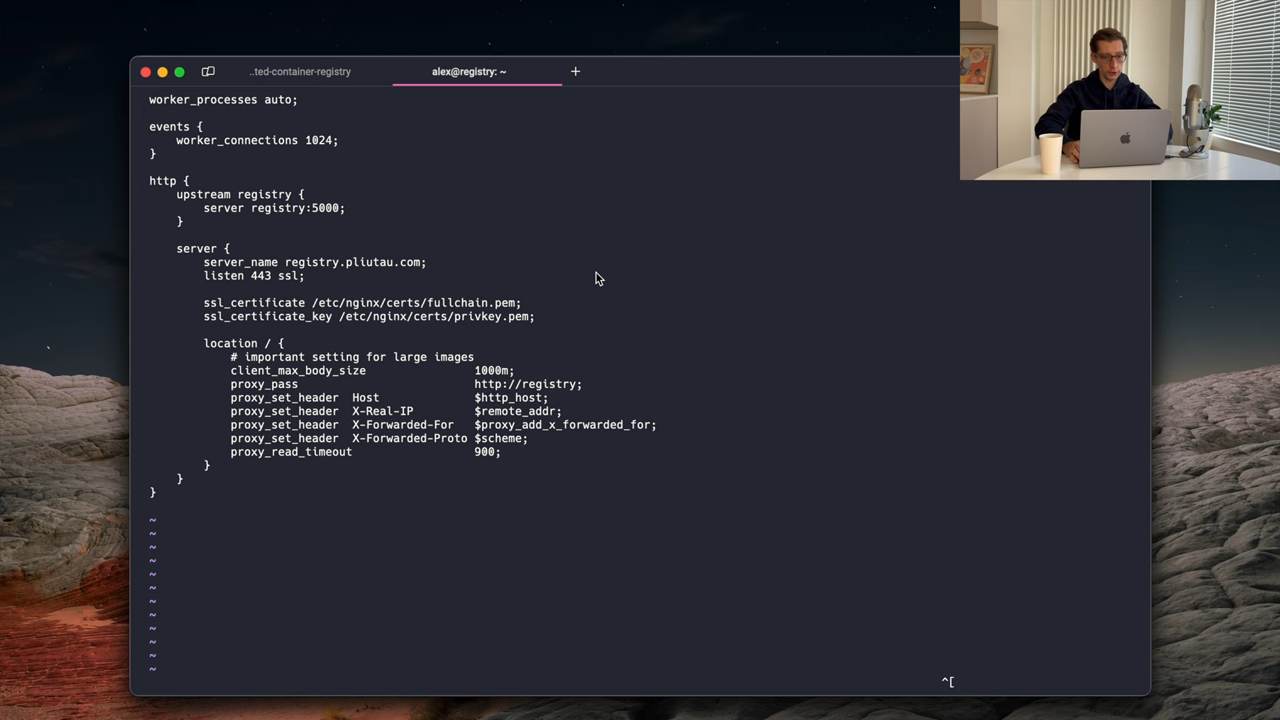 ..ted-container-registry
alex@registry: ~
+
worker_processes auto;
events {
    worker_connections 1024;
}
http {
    upstream registry {
        server registry:5000;
    }
    server {
        server_name registry.pliutau.com;
        listen 443 ssl;
        ssl_certificate /etc/nginx/certs/fullchain.pem;
        ssl_certificate_key /etc/nginx/certs/privkey.pem;
        location / {
            # important setting for large images
            client_max_body_size                1000m;
            proxy_pass                          http://registry;
            proxy_set_header  Host              $http_host;
            proxy_set_header  X-Real-IP         $remote_addr;
            proxy_set_header  X-Forwarded-For   $proxy_add_x_forwarded_for;
            proxy_set_header  X-Forwarded-Proto $scheme;
            proxy_read_timeout                  900;
        }
    }
}
~
~
~
~
~
~
~
~
~
~
~
~
^[